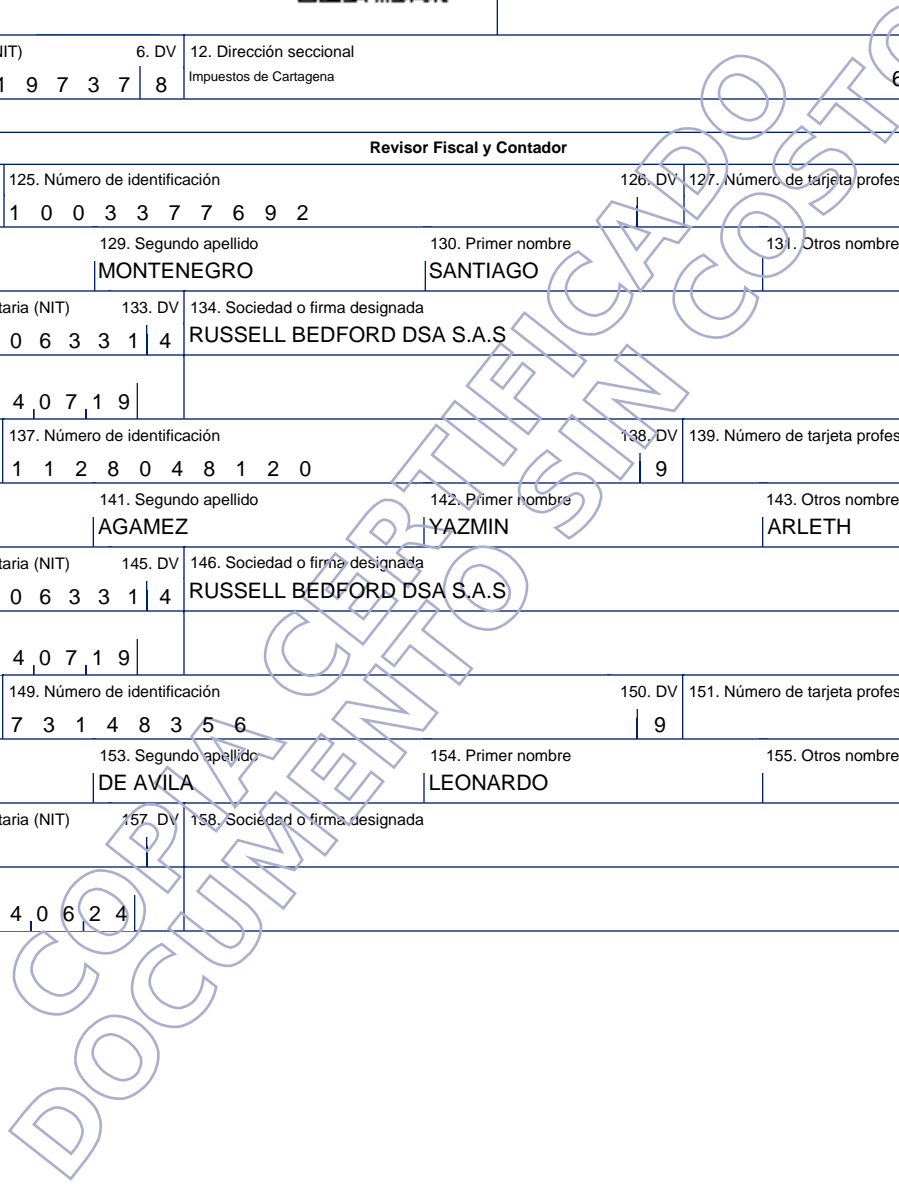 NIT) 6. DV 12. Dirección seccional
1 9 7 3 7 8 Impuestos de Cartagena 6
Revisor Fiscal y Contador
125. Número de identificación 126. DV 127. Número de tarjeta profes
1 0 0 3 3 7 7 6 9 2
129. Segundo apellido 130. Primer nombre 131. Otros nombre
MONTENEGRO SANTIAGO
taria (NIT) 133. DV 134. Sociedad o firma designada
0 6 3 3 1 4 RUSSELL BEDFORD DSA S.A.S
4 0 7 1 9
137. Número de identificación 138. DV 139. Número de tarjeta profes
1 1 2 8 0 4 8 1 2 0 9
141. Segundo apellido 142. Primer nombre 143. Otros nombre
AGAMEZ YAZMIN ARLETH
taria (NIT) 145. DV 146. Sociedad o firma designada
0 6 3 3 1 4 RUSSELL BEDFORD DSA S.A.S
4 0 7 1 9
149. Número de identificación 150. DV 151. Número de tarjeta profes
7 3 1 4 8 3 5 6 9
153. Segundo apellido 154. Primer nombre 155. Otros nombre
DE AVILA LEONARDO
taria (NIT) 157. DV 158. Sociedad o firma designada
4 0 6 2 4
COPIA CERTIFICADO
DOCUMENTO SIN COSTO